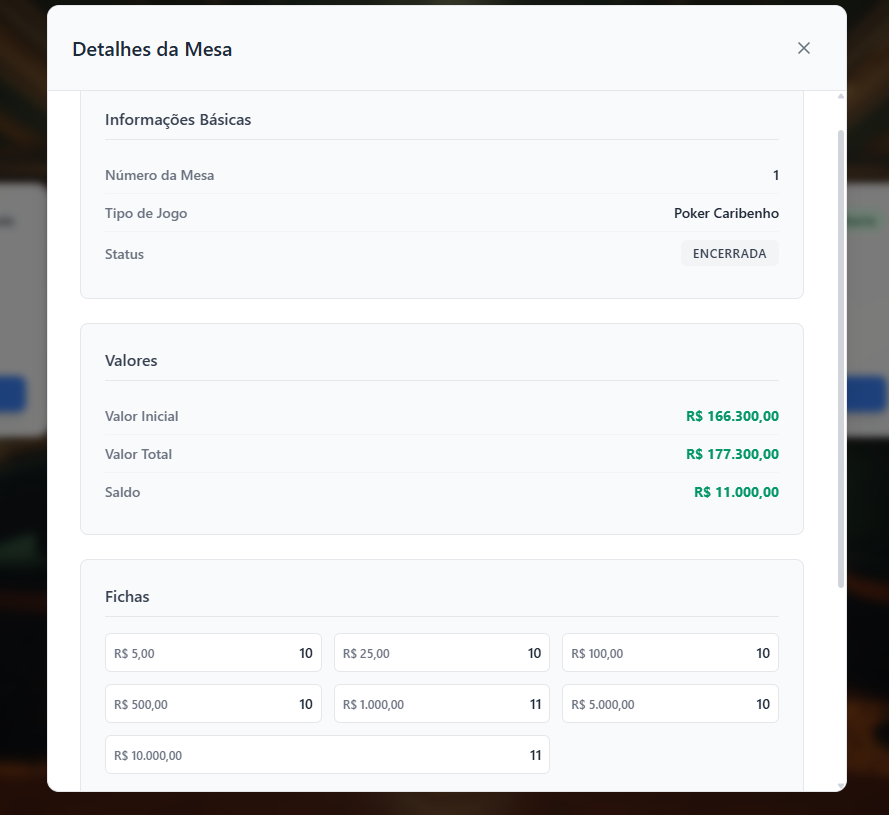 Detalhes da Mesa
Informações Básicas
Número da Mesa 1
Tipo de Jogo Poker Caribenho
Status ENCERRADA
Valores
Valor Inicial R$ 166.300,00
Valor Total R$ 177.300,00
Saldo R$ 11.000,00
Fichas
R$ 5,00 10 R$ 25,00 10 R$ 100,00 10
R$ 500,00 10 R$ 1.000,00 11 R$ 5.000,00 10
R$ 10.000,00 11